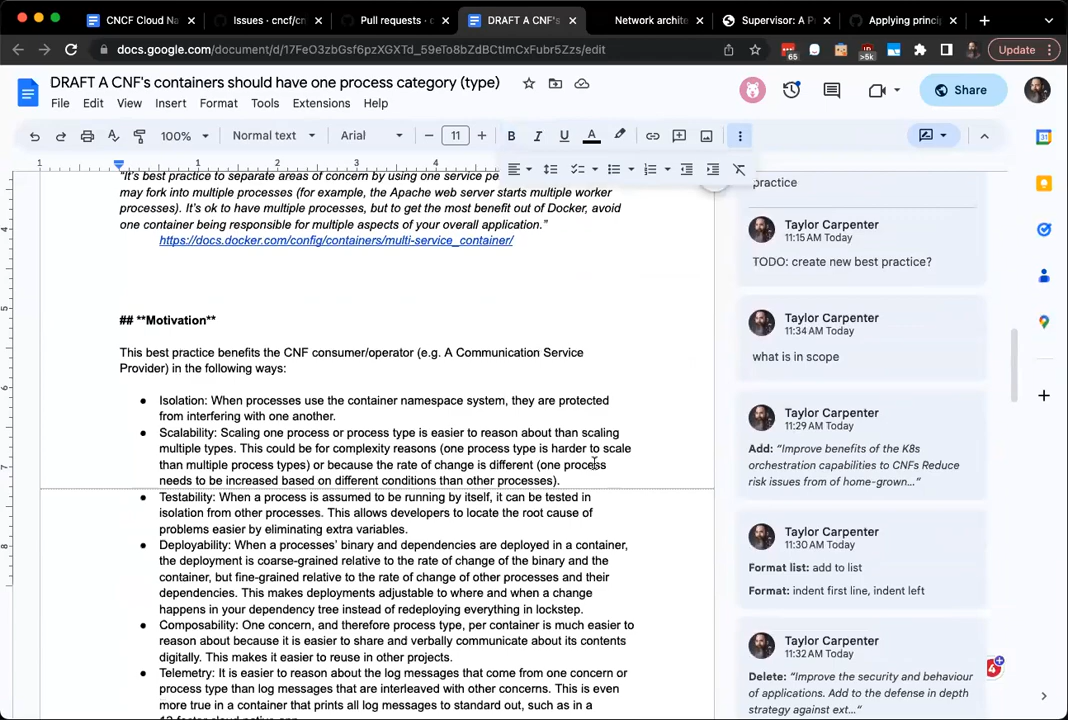 CNCF Cloud Na
Issues · cncf/cn
Pull requests · c
DRAFT A CNF's
Network archite
Supervisor: A P
Applying princip
docs.google.com/document/d/17FeO3zbGsf6pzXGXTd_59eTo8bZdBCtImCxFubr5Zzs/edit
65
>5k
Update
DRAFT A CNF's containers should have one process category (type)
File Edit View Insert Format Tools Extensions Help
Share
100% Normal text Arial 11 B I U A
1 1 2 3 4
"It's best practice to separate areas of concern by using one service pe
may fork into multiple processes (for example, the Apache web server starts multiple worker
processes). It's ok to have multiple processes, but to get the most benefit out of Docker, avoid
one container being responsible for multiple aspects of your overall application."
https://docs.docker.com/config/containers/multi-service_container/
## **Motivation**
This best practice benefits the CNF consumer/operator (e.g. A Communication Service
Provider) in the following ways:
● Isolation: When processes use the container namespace system, they are protected
from interfering with one another.
● Scalability: Scaling one process or process type is easier to reason about than scaling
multiple types. This could be for complexity reasons (one process type is harder to scale
than multiple process types) or because the rate of change is different (one process
needs to be increased based on different conditions than other processes).
● Testability: When a process is assumed to be running by itself, it can be tested in
isolation from other processes. This allows developers to locate the root cause of
problems easier by eliminating extra variables.
● Deployability: When a processes' binary and dependencies are deployed in a container,
the deployment is coarse-grained relative to the rate of change of the binary and the
container, but fine-grained relative to the rate of change of other processes and their
dependencies. This makes deployments adjustable to where and when a change
happens in your dependency tree instead of redeploying everything in lockstep.
● Composability: One concern, and therefore process type, per container is much easier to
reason about because it is easier to share and verbally communicate about its contents
digitally. This makes it easier to reuse in other projects.
● Telemetry: It is easier to reason about the log messages that come from one concern or
process type than log messages that are interleaved with other concerns. This is even
more true in a container that prints all log messages to standard out, such as in a
12 factor cloud native app.
5
6
7
8
practice
Taylor Carpenter
11:15 AM Today
TODO: create new best practice?
Taylor Carpenter
11:34 AM Today
what is in scope
Taylor Carpenter
11:29 AM Today
Add: "Improve benefits of the K8s
orchestration capabilities to CNFs Reduce
risk issues from of home-grown..."
Taylor Carpenter
11:30 AM Today
Format list: add to list
Format: indent first line, indent left
Taylor Carpenter
11:32 AM Today
Delete: "Improve the security and behaviour
of applications. Add to the defense in depth
strategy against ext..."
4